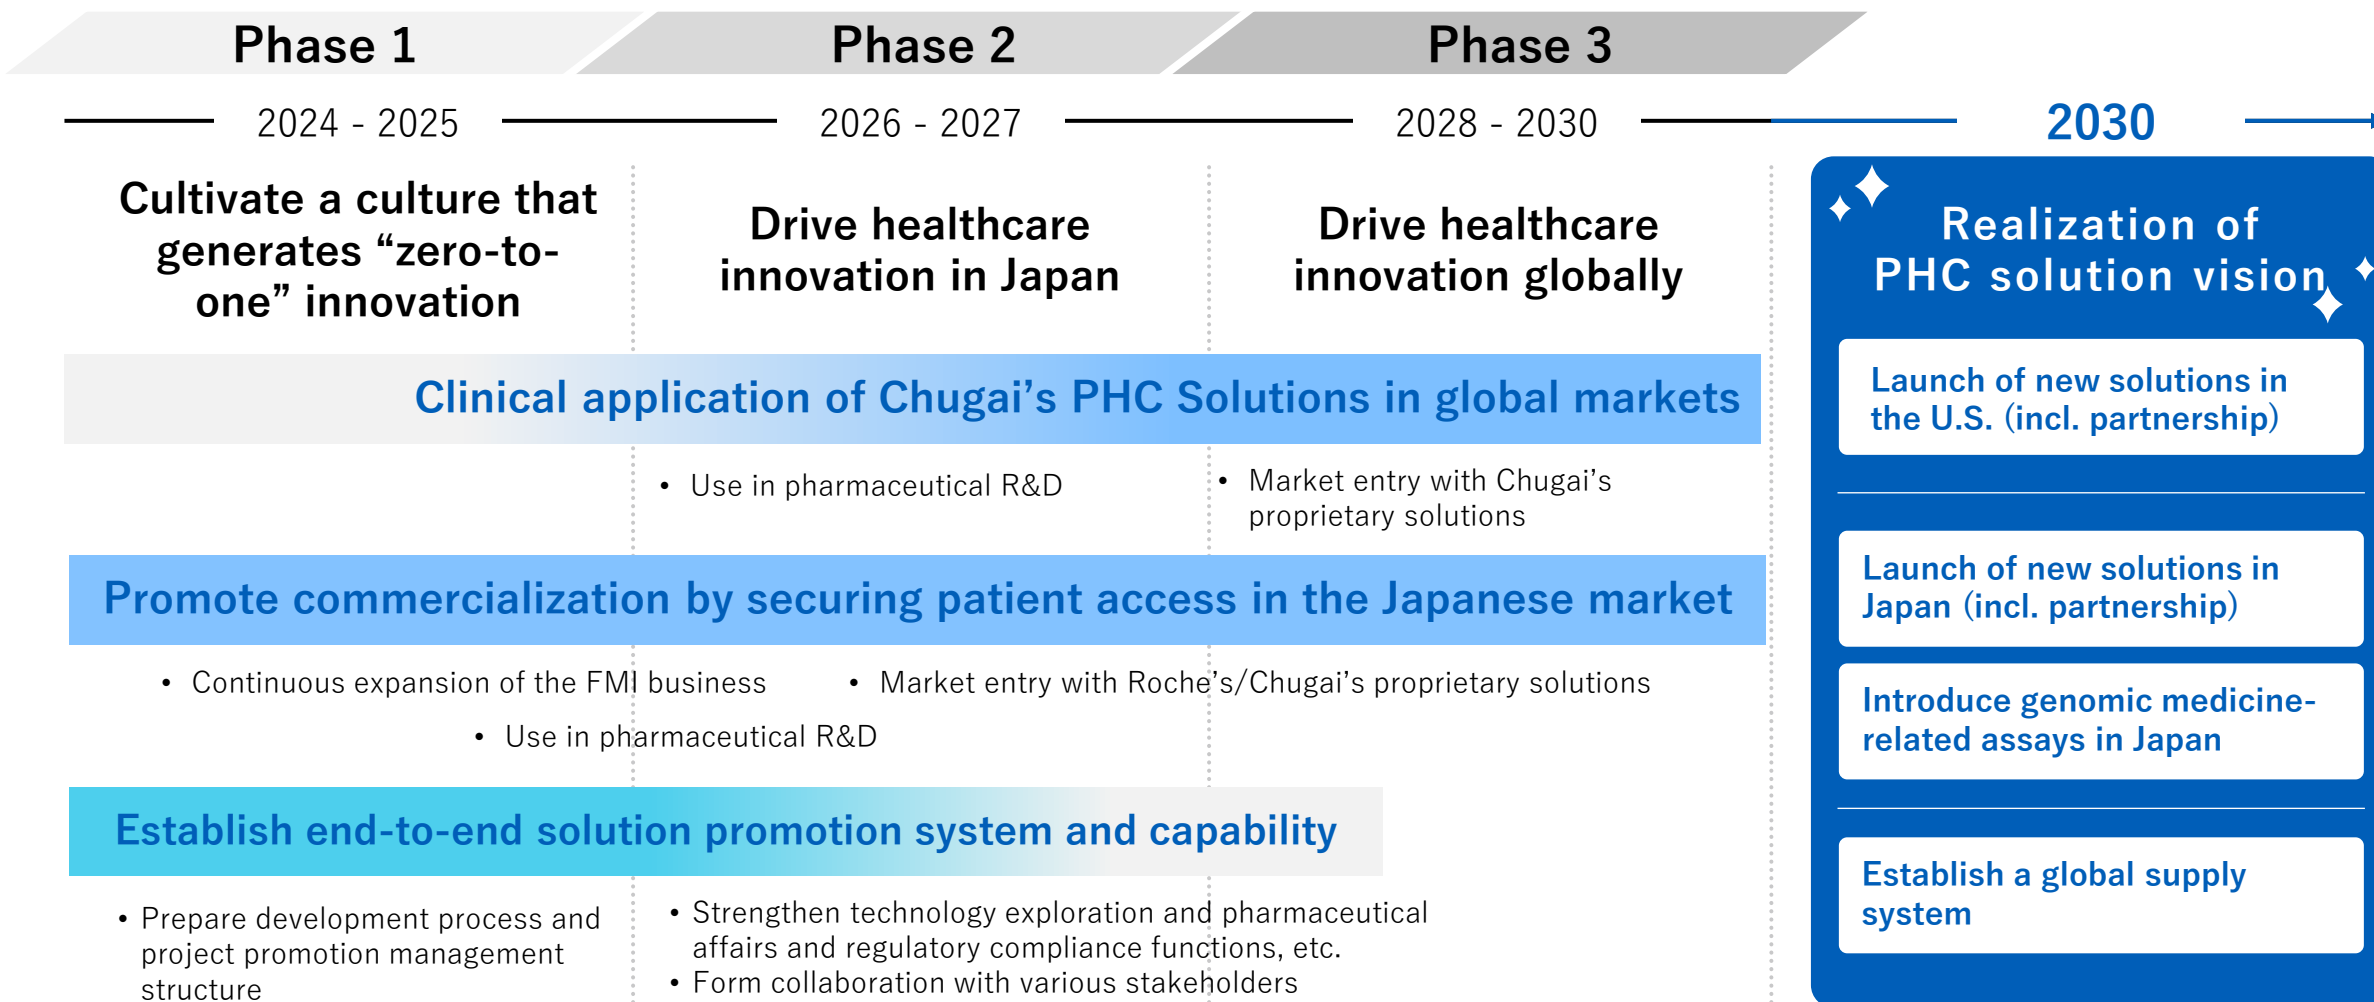 Phase 1
Phase 2
Phase 3
2024 - 2025
2026 - 2027
2028 - 2030
2030
Cultivate a culture that
generates “zero-to-
one” innovation
Drive healthcare
innovation in Japan
Drive healthcare
innovation globally
Realization of
PHC solution vision
Clinical application of Chugai’s PHC Solutions in global markets
• Use in pharmaceutical R&D
• Market entry with Chugai’s
proprietary solutions
Launch of new solutions in
the U.S. (incl. partnership)
Promote commercialization by securing patient access in the Japanese market
• Continuous expansion of the FMI business
• Market entry with Roche’s/Chugai’s proprietary solutions
• Use in pharmaceutical R&D
Launch of new solutions in
Japan (incl. partnership)
Introduce genomic medicine-
related assays in Japan
Establish end-to-end solution promotion system and capability
• Prepare development process and
project promotion management
structure
• Strengthen technology exploration and pharmaceutical
affairs and regulatory compliance functions, etc.
• Form collaboration with various stakeholders
Establish a global supply
system